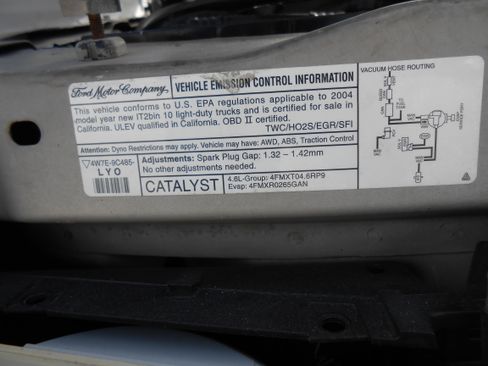 Ford Motor Company,
VEHICLE EMISSION CONTROL INFORMATION
This vehicle conforms to U.S. EPA regulations applicable to 2004
model year new IT2bin 10 light-duty trucks and is certified for sale in
California. ULEV qualified in California. OBD II certified.
TWC/HO2S/EGR/SFI
Attention: Dyno Restrictions may apply. Vehicle may have: AWD, ABS, Traction Control
4W7E-9C485-
LYO
Adjustments: Spark Plug Gap: 1.32 – 1.42mm
No other adjustments needed.
CATALYST
4.6L-Group: 4FMXT04.6RP9
Evap: 4FMXR0265GAN
VACUUM HOSE ROUTING